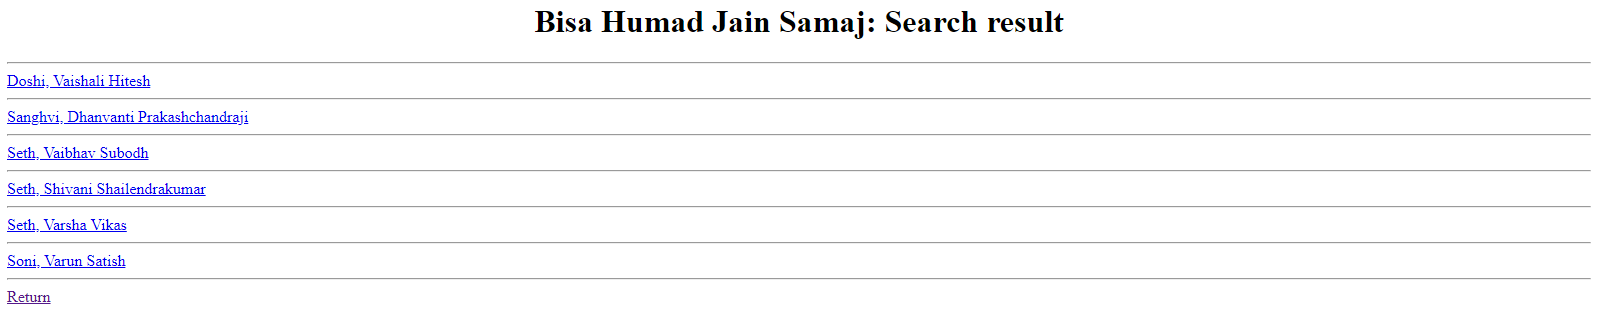 Bisa Humad Jain Samaj: Search result
Doshi, Vaishali Hitesh
Sanghvi, Dhanvanti Prakashchandraji
Seth, Vaibhav Subodh
Seth, Shivani Shailendrakumar
Seth, Varsha Vikas
Soni, Varun Satish
Return